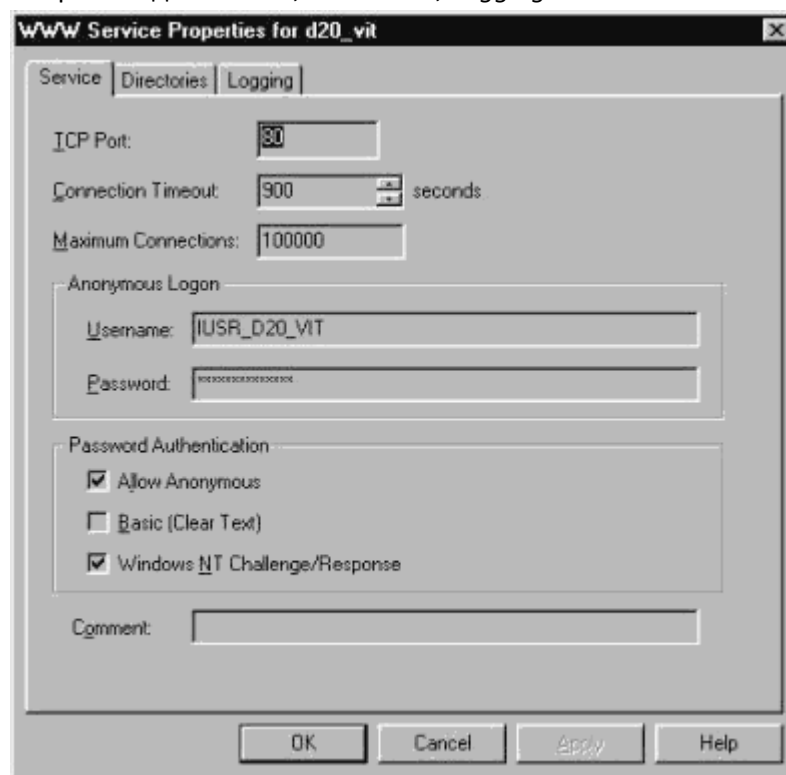 WWW Service Properties for d20_vit
Service Directories Logging
TCP Port: 80
Connection Timeout: 900 seconds
Maximum Connections: 100000
Anonymous Logon
Username: IUSR_D20_VIT
Password: **************
Password Authentication
Allow Anonymous
Basic (Clear Text)
Windows NT Challenge/Response
Comment:
OK Cancel Apply Help